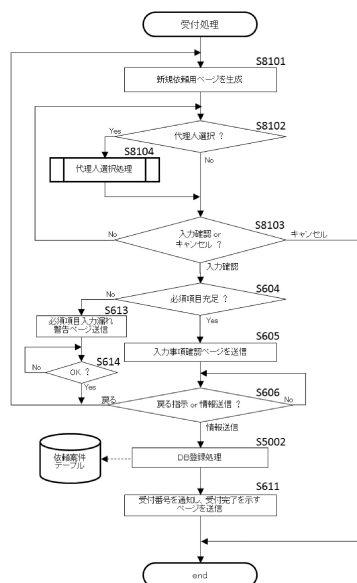 受付処理
S8101
新規依頼用ページを生成
S8102
代理人選択 ?
Yes
S8104
代理人選択処理
No
S8103
入力確認 or
キャンセル ?
No
キャンセル
入力確認
S604
必須項目充足 ?
No
S613
必須項目入力漏れ
警告ページ送信
Yes
S605
入力事項確認ページを送信
S614
OK ?
No
Yes
S606
戻る
戻る指示 or 情報送信 ?
No
情報送信
S5002
DB登録処理
依頼案件
テーブル
S611
受付番号を通知し、受付完了を示す
ページを送信
end